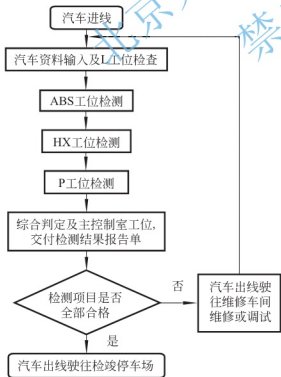 汽车进线
汽车资料输入及L工位检查
ABS工位检测
HX工位检测
P工位检测
综合判定及主控制室工位,
交付检测结果报告单
检测项目是否
全部合格
否
汽车出线驶
往维修车间
维修或调试
是
汽车出线驶往检竣停车场
北京
禁